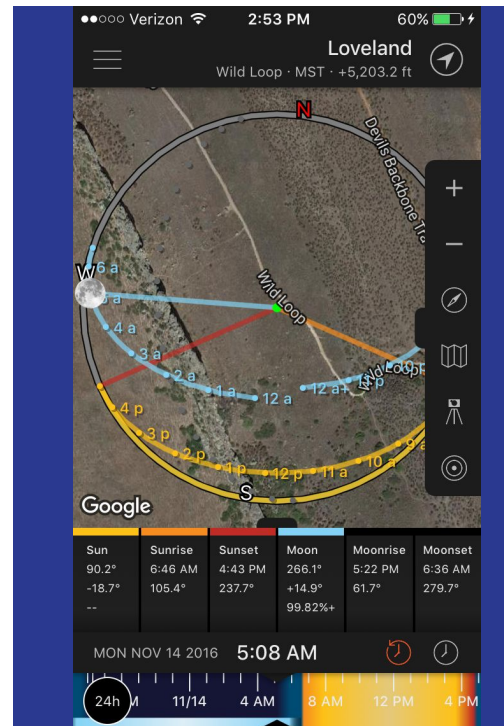 ●●○○○ Verizon 2:53 PM 60%
Loveland
Wild Loop · MST · +5,203.2 ft
N
Devils Backbone Tra
W
6 a
4 a
3 a
2 a
1 a
12 a
12 a+
Wild Loop
Wild Loop
4 p
3 p
2 p
1 p
12 p
11 a
10 a
9 a
S
Google
Sun Sunrise Sunset Moon Moonrise Moonset
90.2° 6:46 AM 4:43 PM 266.1° 5:22 PM 6:36 AM
-18.7° 105.4° 237.7° +14.9° 61.7° 279.7°
-- 99.82%+
MON NOV 14 2016 5:08 AM
24h 11/14 4 AM 8 AM 12 PM 4 PM